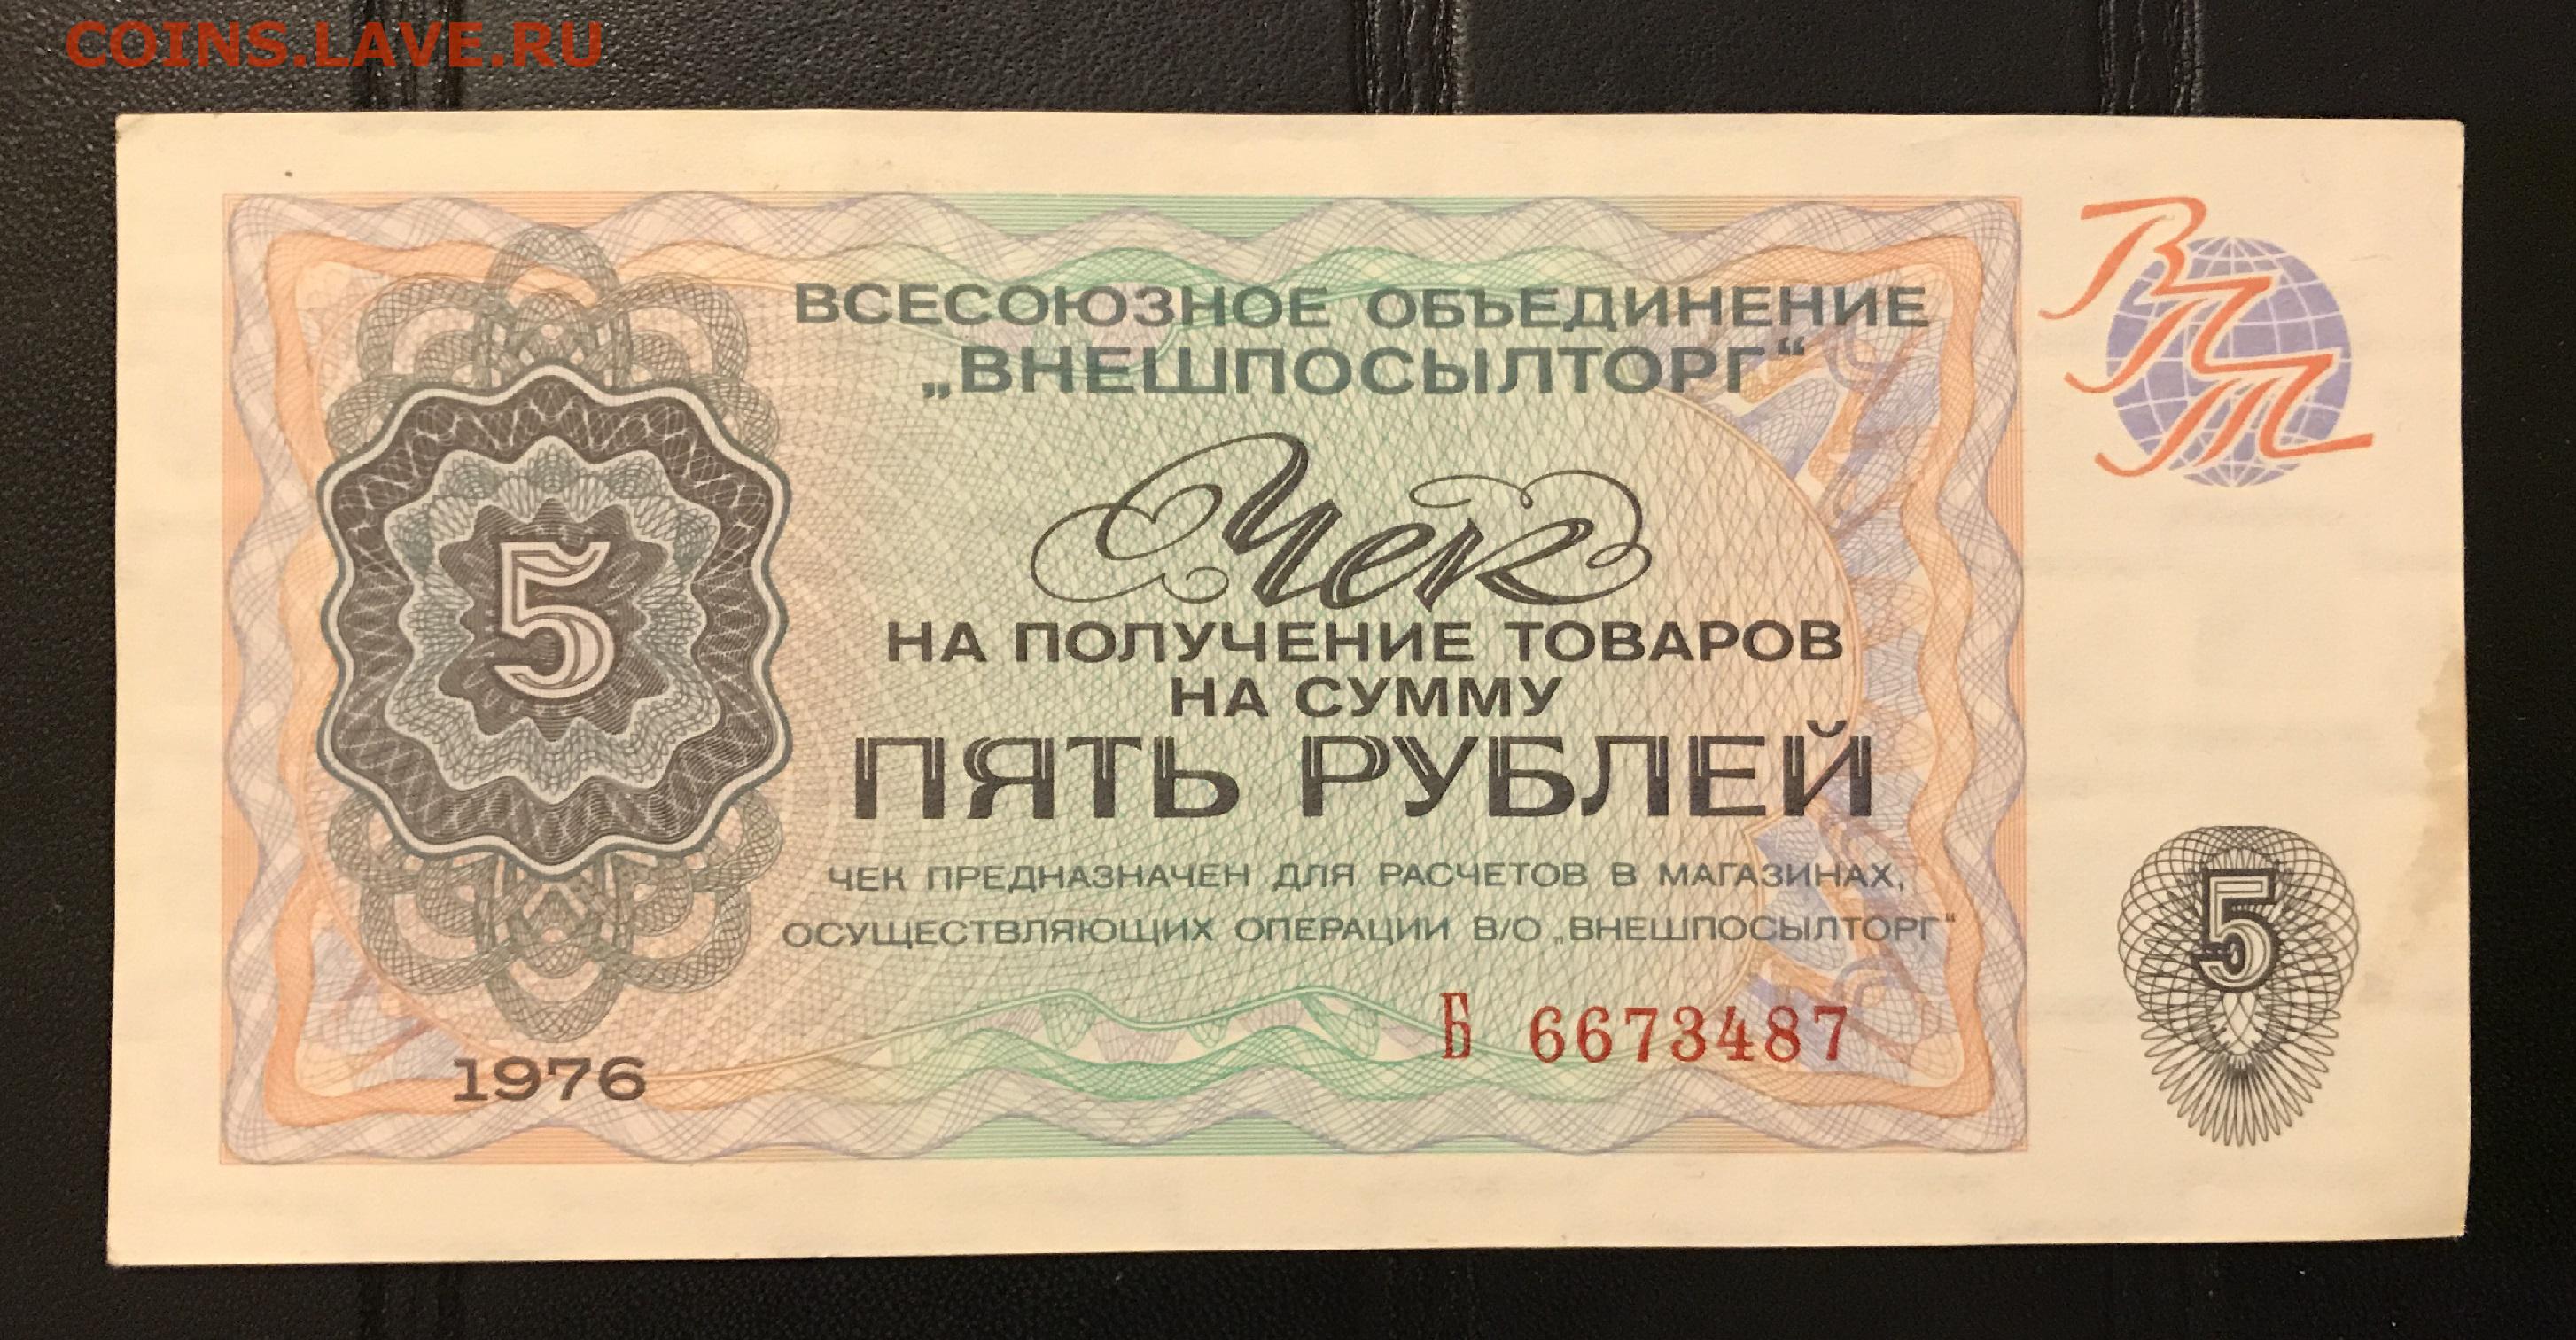 COINS.LAVE.RU
ВСЕСОЮЗНОЕ ОБЪЕДИНЕНИЕ
„ВНЕШПОСЫЛТОРГ“
ВПТ
Чек
5
НА ПОЛУЧЕНИЕ ТОВАРОВ
НА СУММУ
ПЯТЬ РУБЛЕЙ
ЧЕК ПРЕДНАЗНАЧЕН ДЛЯ РАСЧЕТОВ В МАГАЗИНАХ,
ОСУЩЕСТВЛЯЮЩИХ ОПЕРАЦИИ В/О „ВНЕШПОСЫЛТОРГ“
5
Б 6673487
1976